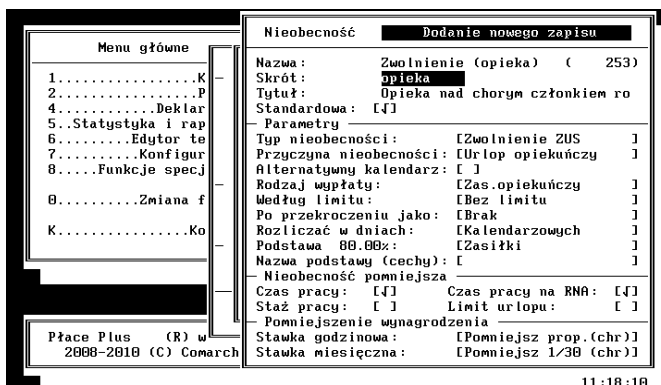 Menu główne
1................K
2................P
4...........Deklar
5..Statystyka i rap
6.........Edytor te
7.........Konfigur
8.....Funkcje specj
0..........Zmiana f
K...............Ko
Płace Plus (R) w
2008-2010 (C) Comarch
Nieobecność Dodanie nowego zapisu
Nazwa: Zwolnienie (opieka) ( 253)
Skrót: opieka
Tytuł: Opieka nad chorym członkiem ro
Standardowa: [√]
Parametry
Typ nieobecności: [Zwolnienie ZUS ]
Przyczyna nieobecności: [Urlop opiekuńczy ]
Alternatywny kalendarz: [ ]
Rodzaj wypłaty: [Zas.opiekuńczy ]
Według limitu: [Bez limitu ]
Po przekroczeniu jako: [Brak ]
Rozliczać w dniach: [Kalendarzowych ]
Podstawa 80.00%: [Zasiłki ]
Nazwa podstawy (cechy): [ ]
Nieobecność pomniejsza
Czas pracy: [√] Czas pracy na RNA: [√]
Staż pracy: [ ] Limit urlopu: [ ]
Pomniejszenie wynagrodzenia
Stawka godzinowa: [Pomniejsz prop.(chr)]
Stawka miesięczna: [Pomniejsz 1/30 (chr)]
11:18:10